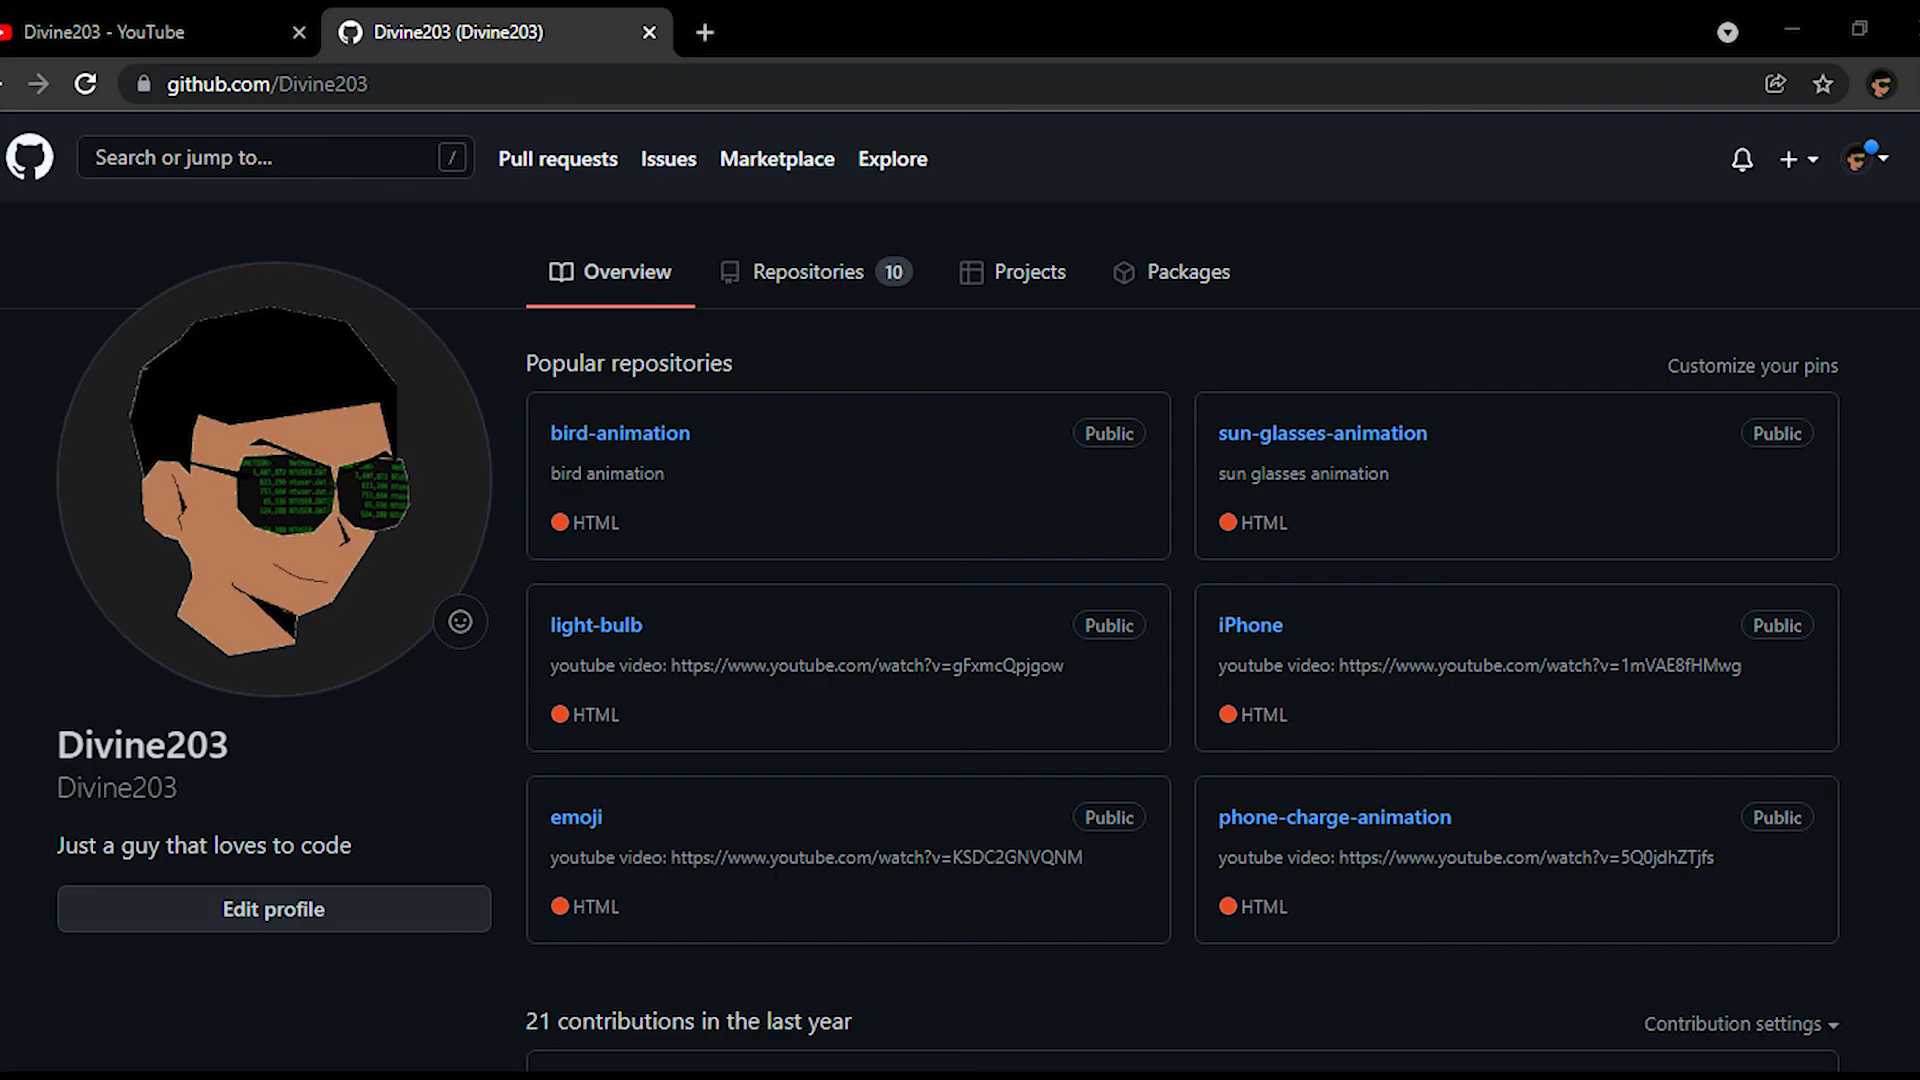 Divine203 - YouTube
Divine203 (Divine203)
github.com/Divine203
Search or jump to...
/
Pull requests
Issues
Marketplace
Explore
Overview
Repositories 10
Projects
Packages
Popular repositories
Customize your pins
bird-animation
Public
bird animation
HTML
sun-glasses-animation
Public
sun glasses animation
HTML
light-bulb
Public
youtube video: https://www.youtube.com/watch?v=gFxmcQpjgow
HTML
iPhone
Public
youtube video: https://www.youtube.com/watch?v=1mVAE8fHMwg
HTML
emoji
Public
youtube video: https://www.youtube.com/watch?v=KSDC2GNVQNM
HTML
phone-charge-animation
Public
youtube video: https://www.youtube.com/watch?v=5Q0jdhZTjfs
HTML
Divine203
Divine203
Just a guy that loves to code
Edit profile
21 contributions in the last year
Contribution settings